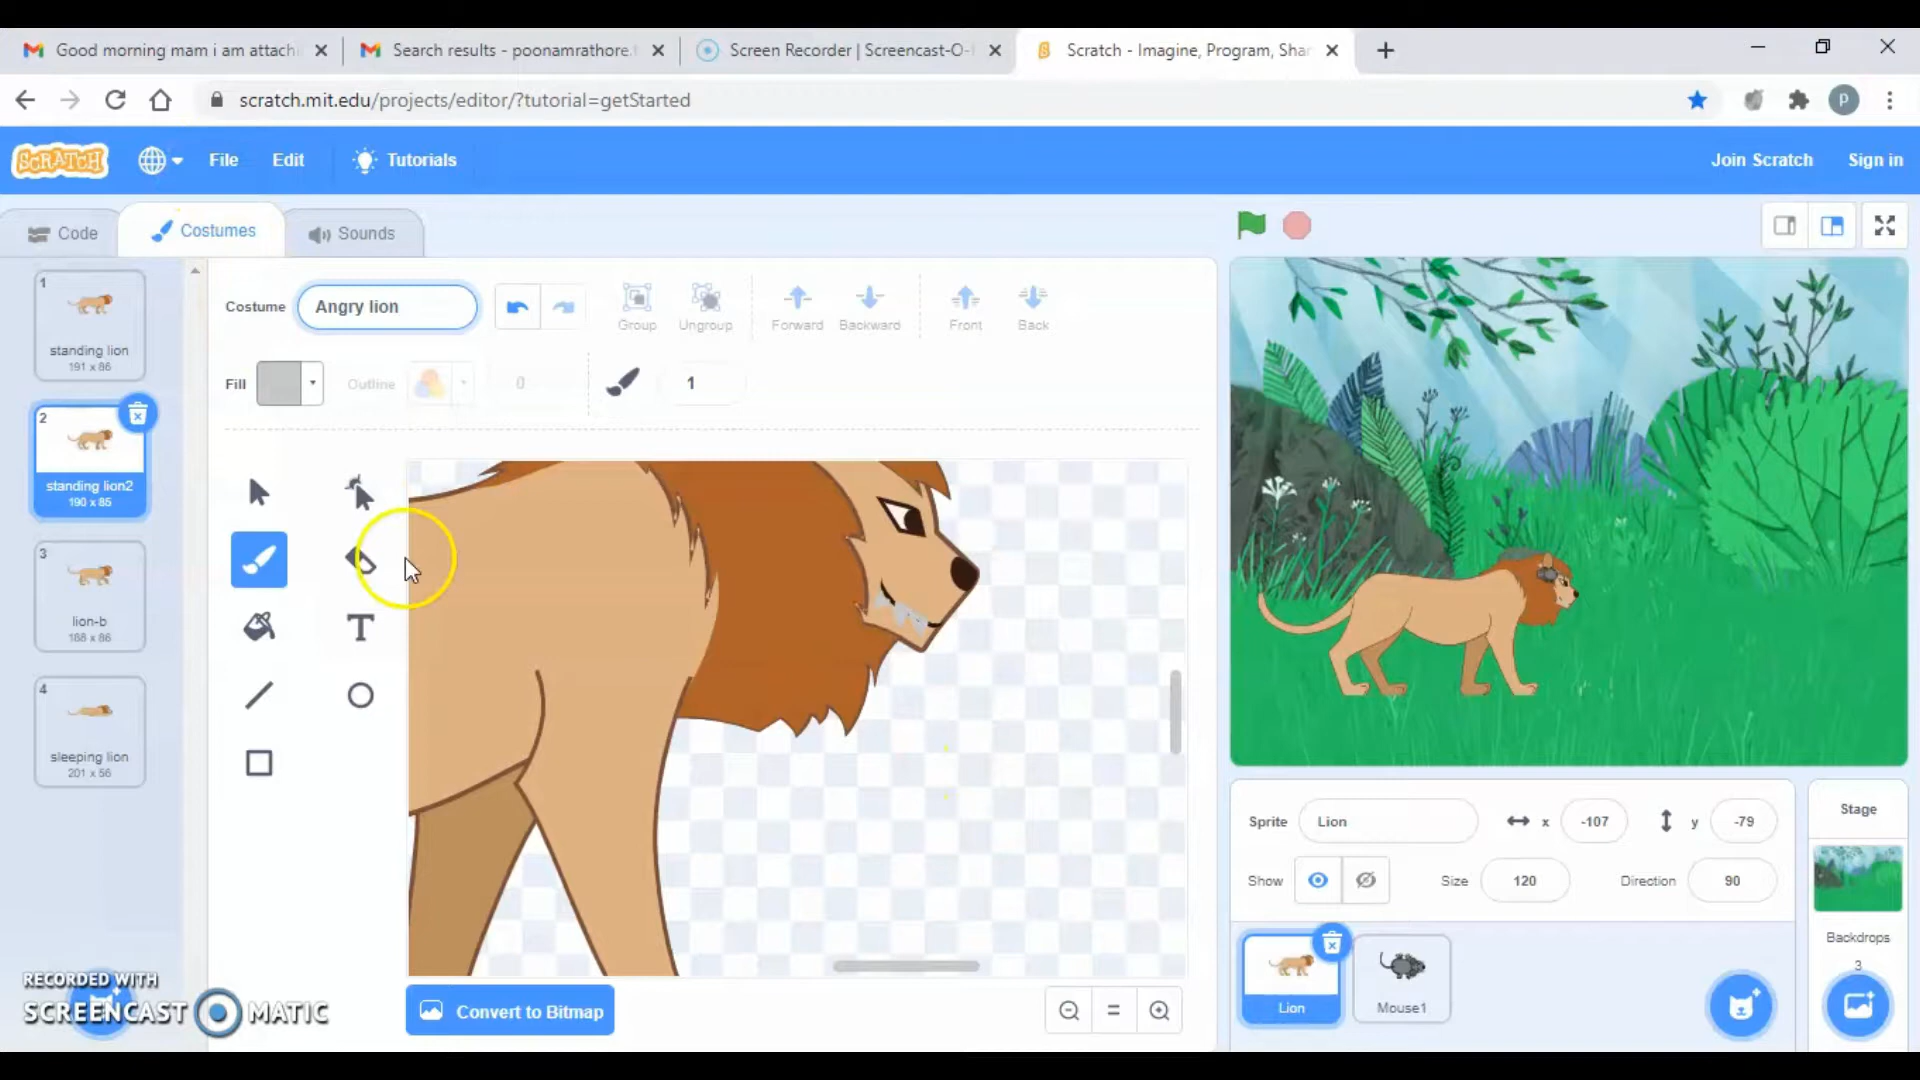 Good morning mam i am attachi
Search results - poonamrathore.t
Screen Recorder | Screencast-O-
Scratch - Imagine, Program, Shar
scratch.mit.edu/projects/editor/?tutorial=getStarted
P
SCRATCH
File
Edit
Tutorials
Join Scratch
Sign in
Code
Costumes
Sounds
1
standing lion
191 x 86
2
standing lion2
190 x 85
3
lion-b
188 x 86
4
sleeping lion
201 x 56
Costume
Angry lion
Group
Ungroup
Forward
Backward
Front
Back
Fill
Outline
0
1
T
Convert to Bitmap
Sprite
Lion
x
-107
y
-79
Show
Size
120
Direction
90
Lion
Mouse1
Stage
Backdrops
3
RECORDED WITH
SCREENCAST MATIC